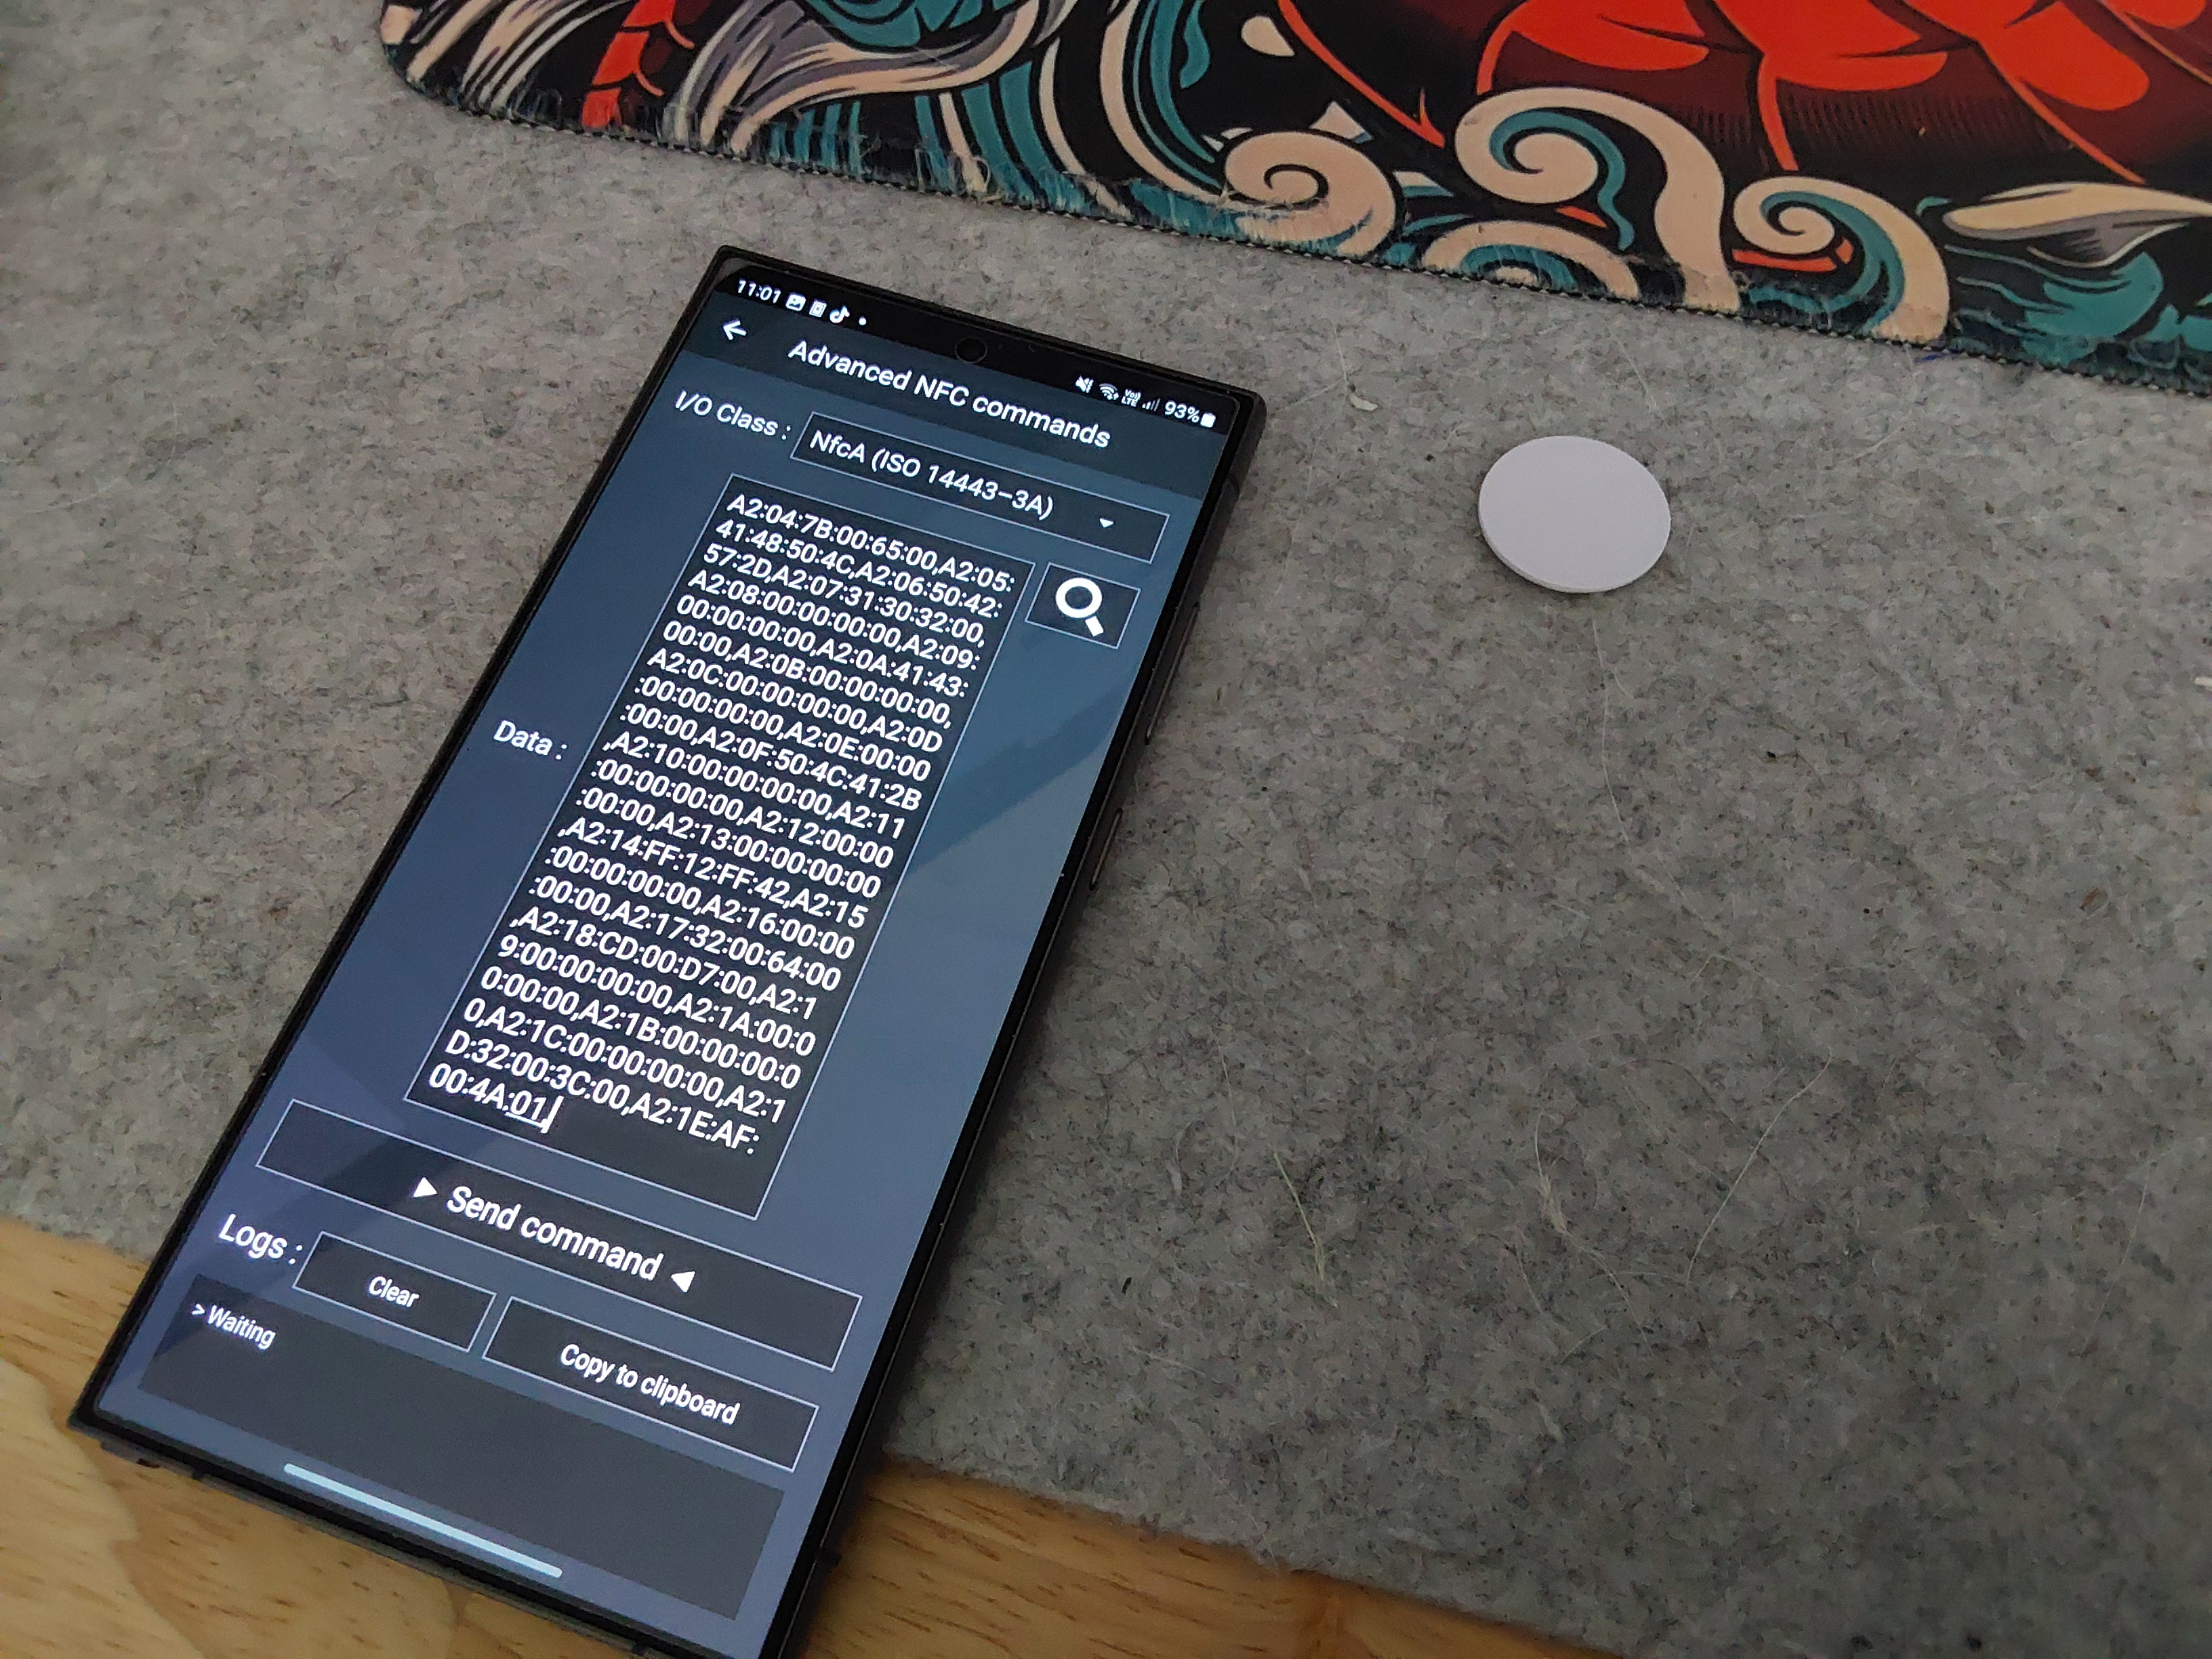 11:01 93%
Advanced NFC commands
I/O Class : NfcA (ISO 14443-3A)
Data :
A2:04:7B:00:65:00,A2:05:
41:48:50:4C,A2:06:50:42:
57:2D,A2:07:31:30:32:00,
A2:08:00:00:00:00,A2:09:
00:00:00:00,A2:0A:41:43:
00:00,A2:0B:00:00:00:00,
A2:0C:00:00:00:00,A2:0D
:00:00:00:00,A2:0E:00:00
:00:00,A2:0F:50:4C:41:2B
,A2:10:00:00:00:00,A2:11
:00:00:00:00,A2:12:00:00
:00:00,A2:13:00:00:00:00
,A2:14:FF:12:FF:42,A2:15
:00:00:00:00,A2:16:00:00
:00:00,A2:17:32:00:64:00
,A2:18:CD:00:D7:00,A2:1
9:00:00:00:00,A2:1A:00:0
0:00:00,A2:1B:00:00:00:0
0,A2:1C:00:00:00:00,A2:1
D:32:00:3C:00,A2:1E:AF:
00:4A:01,
Send command
Logs : Clear Copy to clipboard
> Waiting